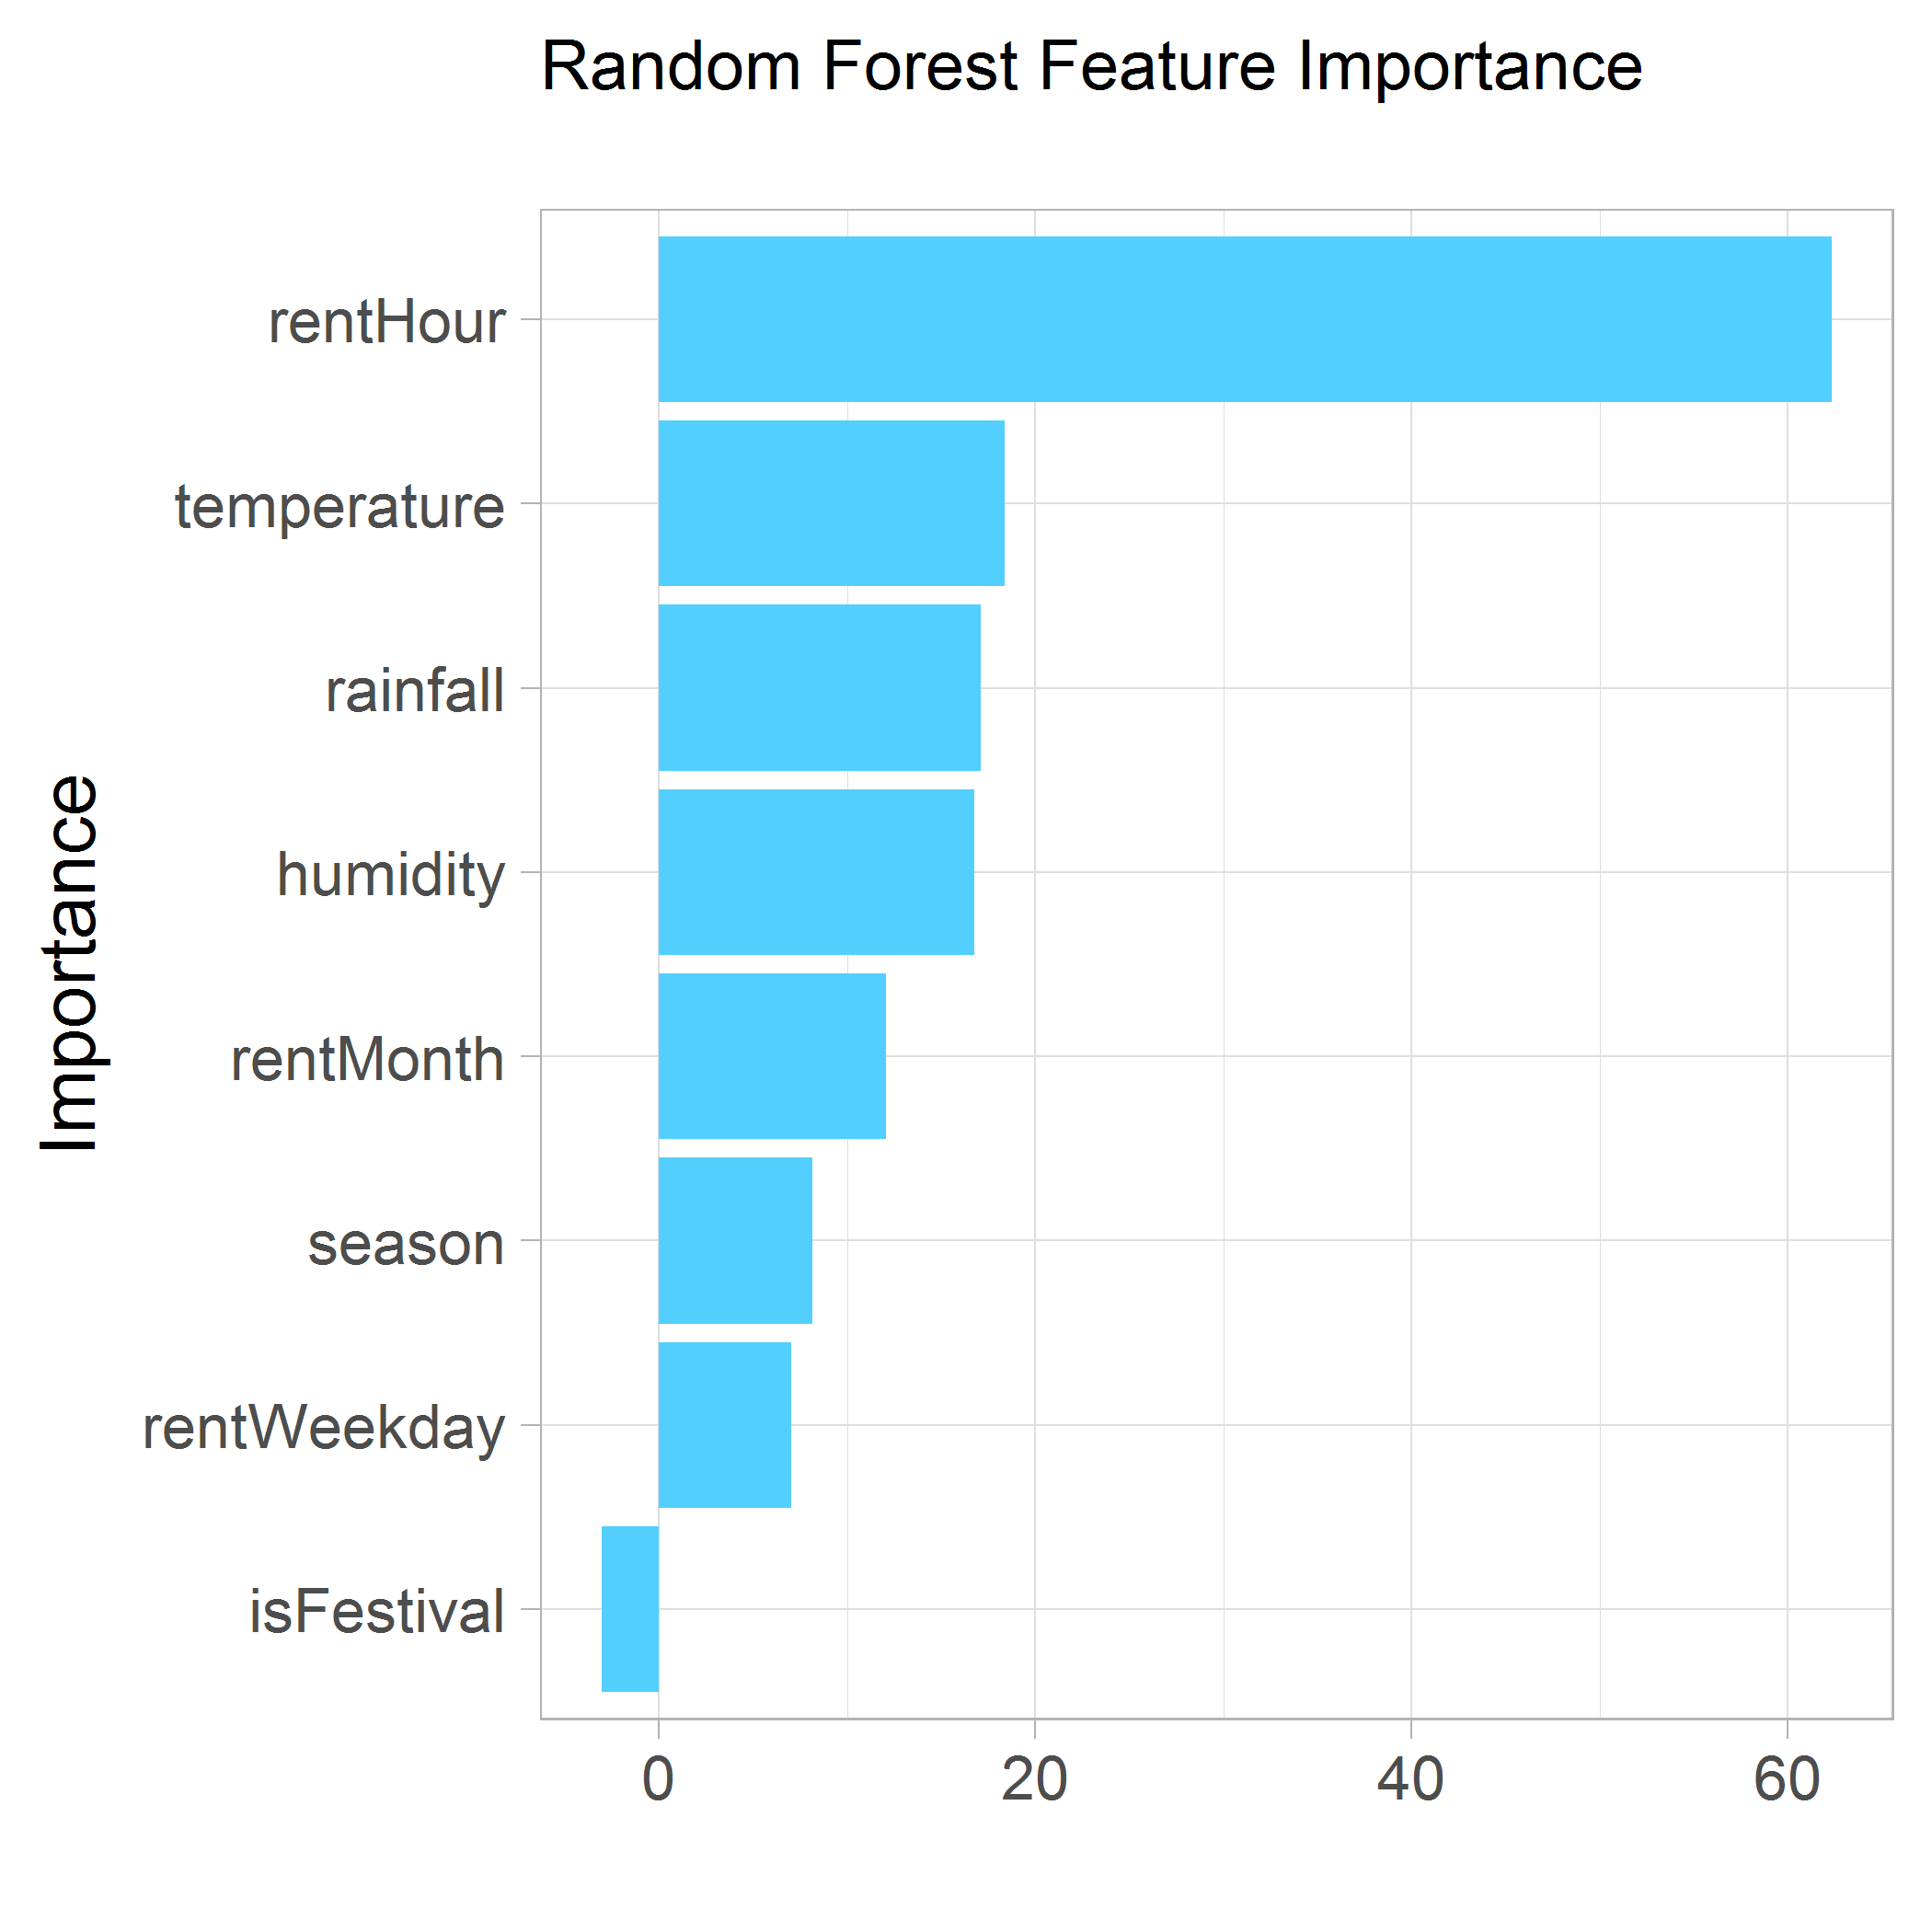 Random Forest Feature Importance
Importance
rentHour
temperature
rainfall
humidity
rentMonth
season
rentWeekday
isFestival
0 20 40 60